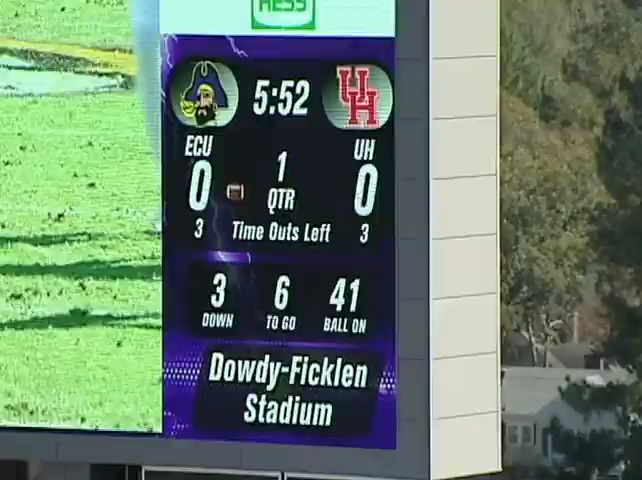 HESS
5:52
UH
ECU
UH
0
1
0
QTR
3 Time Outs Left 3
3 6 41
DOWN TO GO BALL ON
Dowdy-Ficklen
Stadium